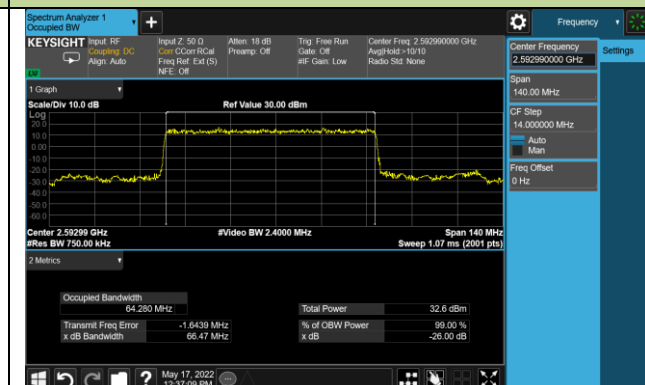 Spectrum Analyzer 1
Occupied BW
Frequency
KEYSIGHT
Input: RF
Coupling: DC
Align: Auto
Input Z: 50 Ω
Corr CCorr RCal
Freq Ref: Ext (S)
NFE: Off
Atten: 18 dB
Preamp: Off
Trig: Free Run
Gate: Off
#IF Gain: Low
Center Freq: 2.592990000 GHz
Avg|Hold:>10/10
Radio Std: None
Center Frequency
2.592990000 GHz
Settings
Span
140.00 MHz
CF Step
14.000000 MHz
Auto
Man
Freq Offset
0 Hz
1 Graph
Scale/Div 10.0 dB
Ref Value 30.00 dBm
Log
20.0
10.0
0.00
-10.0
-20.0
-30.0
-40.0
-50.0
-60.0
Center 2.59299 GHz
#Video BW 2.4000 MHz
Span 140 MHz
#Res BW 750.00 kHz
Sweep 1.07 ms (2001 pts)
2 Metrics
Occupied Bandwidth
64.280 MHz
Total Power
32.6 dBm
Transmit Freq Error
-1.6439 MHz
% of OBW Power
99.00 %
x dB Bandwidth
66.47 MHz
x dB
-26.00 dB
?
May 17, 2022
12:37:09 PM